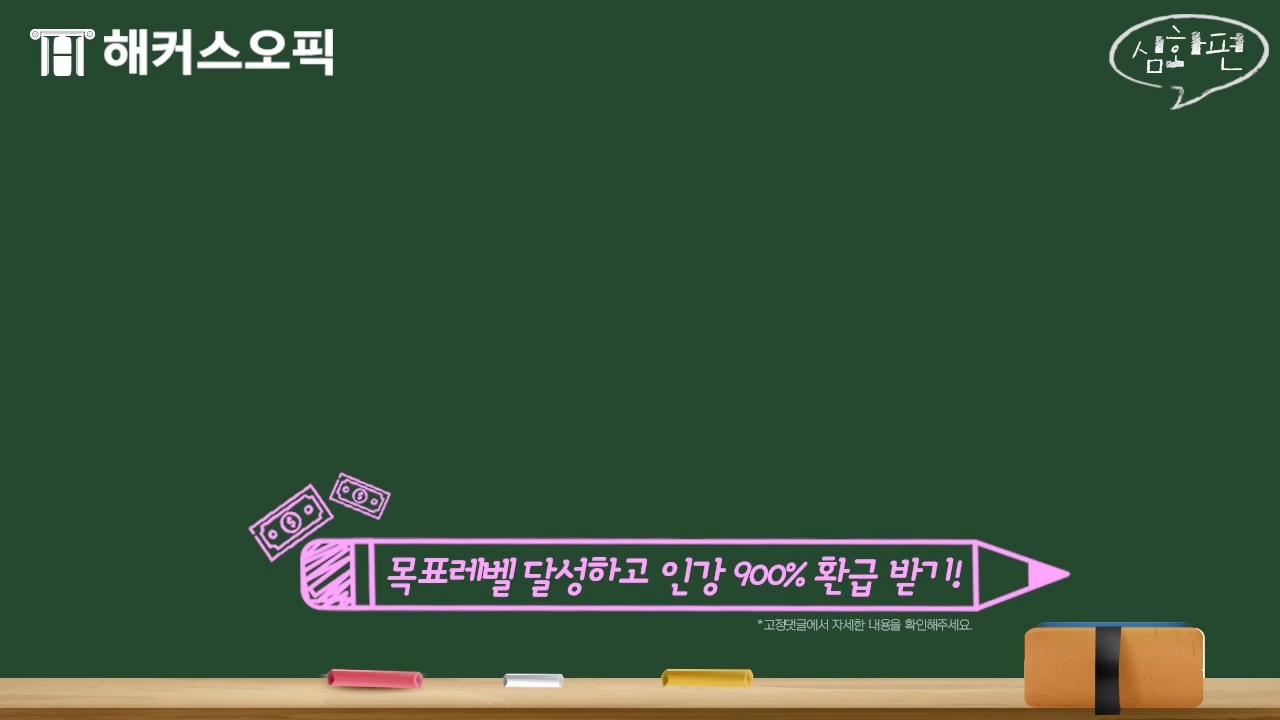 해커스오픽
심화편
목표레벨 달성하고 인강 900% 환급 받기!
*고정댓글에서 자세한 내용을 확인해주세요.